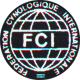 FEDERATION CYNOLOGIQUE INTERNATIONALE
FCI